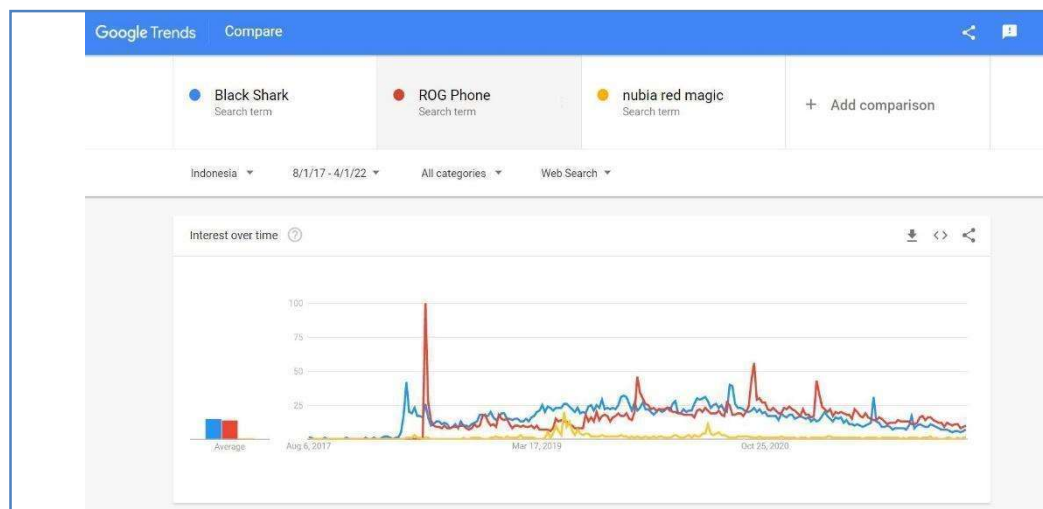 Google Trends Compare
Black Shark
Search term
ROG Phone
Search term
nubia red magic
Search term
+ Add comparison
Indonesia 8/1/17 - 4/1/22 All categories Web Search
Interest over time
100
75
50
25
Average
Aug 6, 2017 Mar 17, 2019 Oct 25, 2020